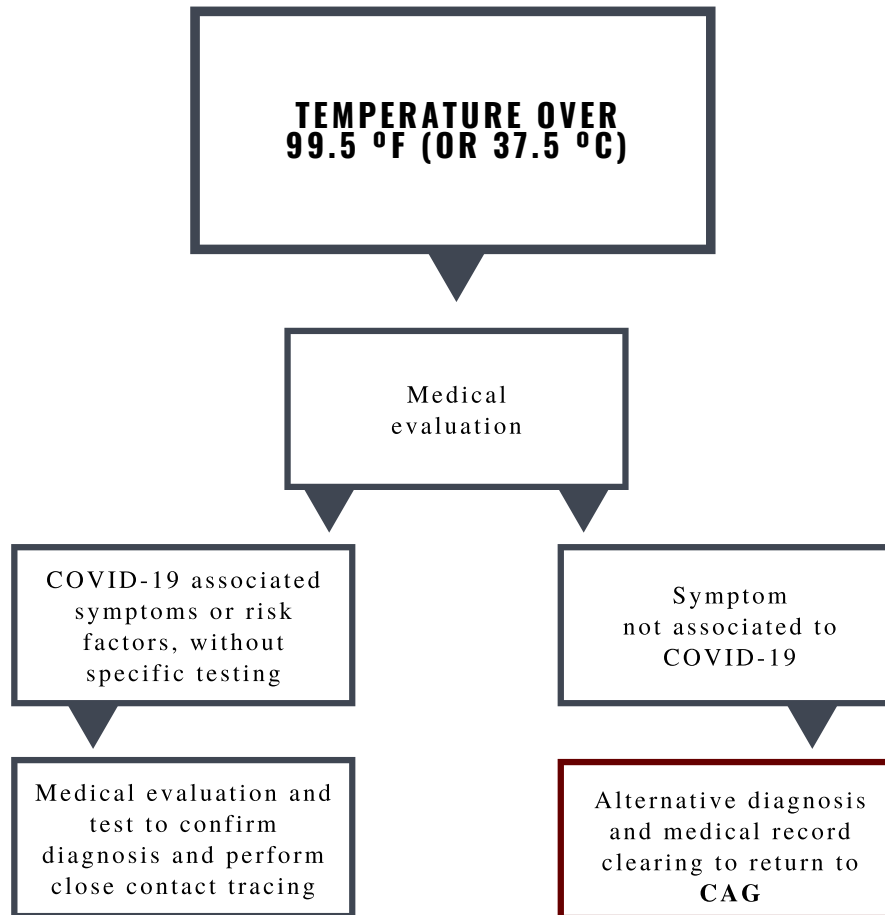 TEMPERATURE OVER
99.5 ºF (OR 37.5 ºC)
Medical
evaluation
COVID-19 associated
symptoms or risk
factors, without
specific testing
Symptom
not associated to
COVID-19
Medical evaluation and
test to confirm
diagnosis and perform
close contact tracing
Alternative diagnosis
and medical record
clearing to return to
CAG